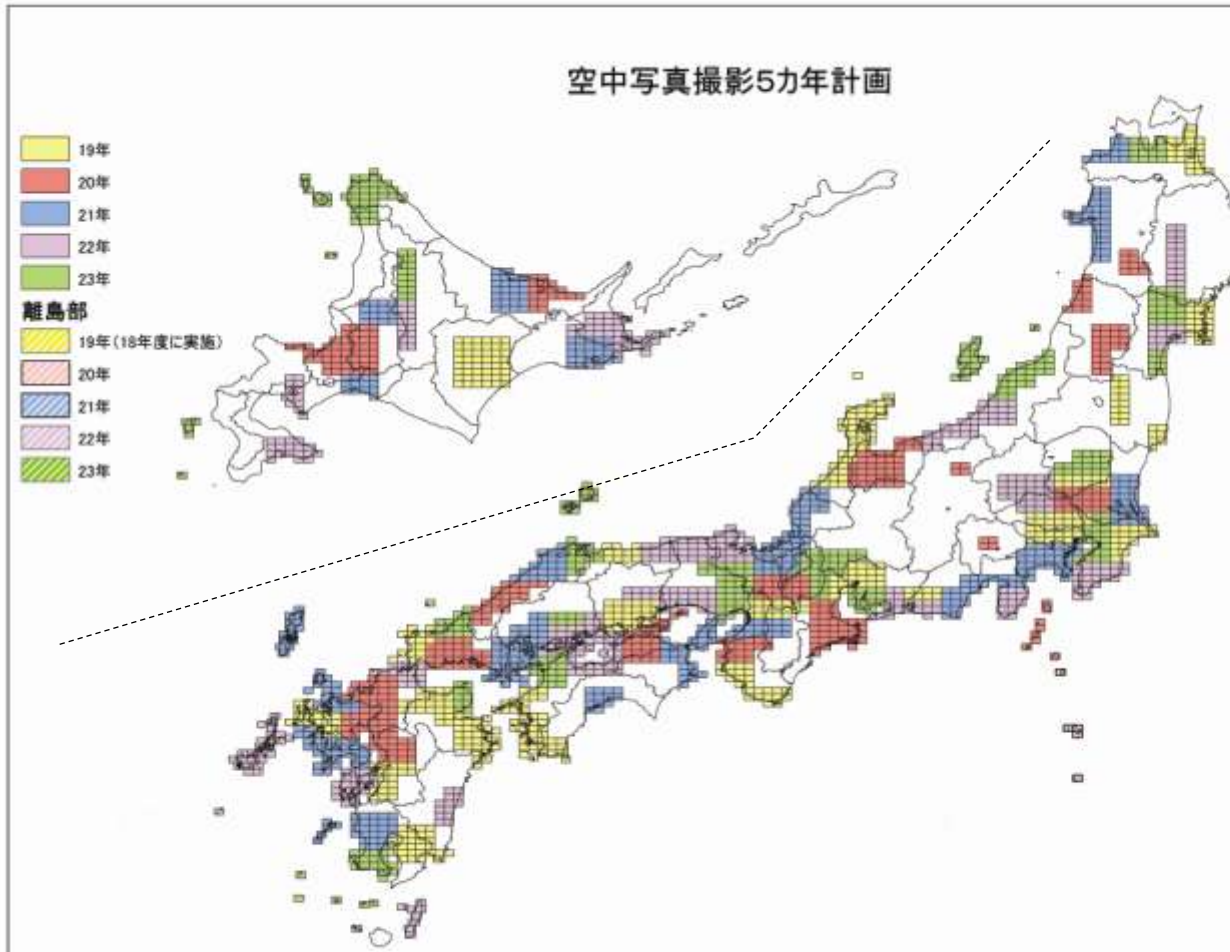 空中写真撮影5カ年計画
19年
20年
21年
22年
23年
離島部
19年(18年度に実施)
20年
21年
22年
23年